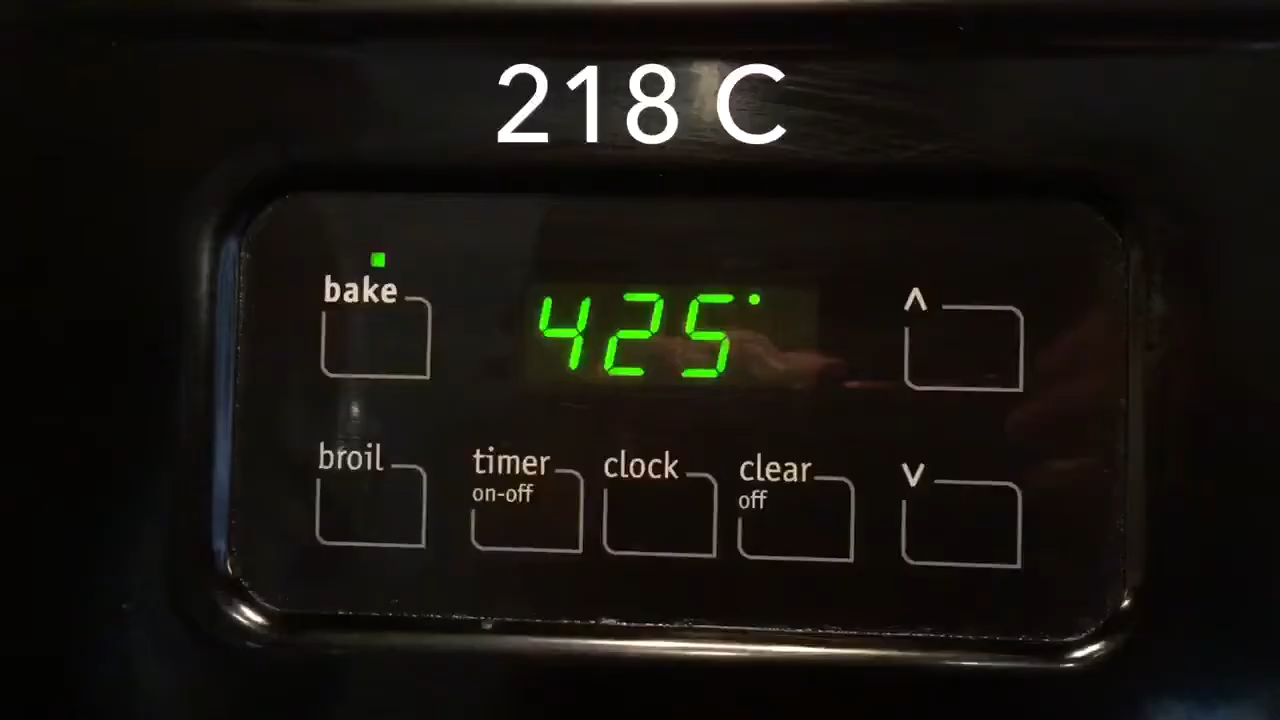 218 C
bake
425°
^
broil
timer
on-off
clock
clear
off
v